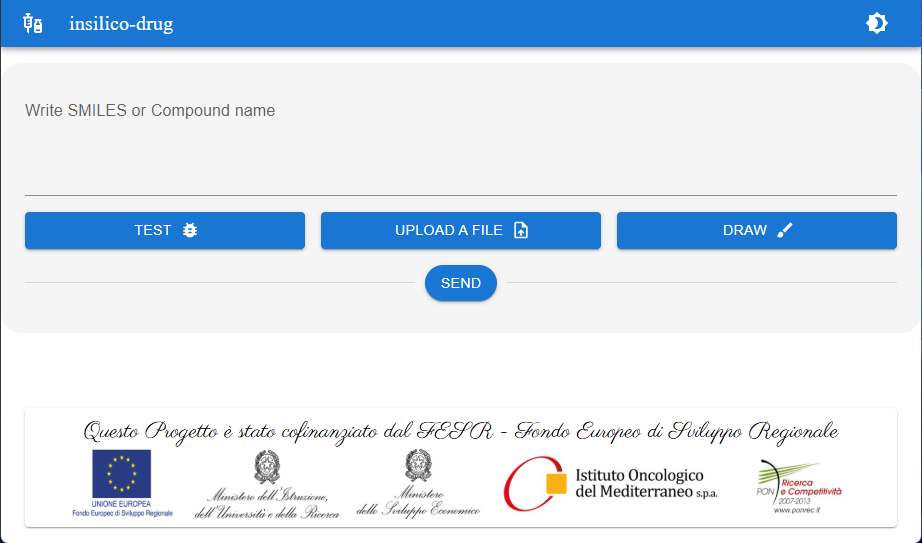 insilico-drug
Write SMILES or Compound name
TEST
UPLOAD A FILE
DRAW
SEND
Questo Progetto è stato cofinanziato dal FESR - Fondo Europeo di Sviluppo Regionale
UNIONE EUROPEA
Fondo Europeo di Sviluppo Regionale
Ministero dell'Istruzione,
dell'Università e della Ricerca
Ministero
dello Sviluppo Economico
Istituto Oncologico
del Mediterraneo s.p.a.
PON Ricerca
e Competitività
2007-2013
www.ponrec.it